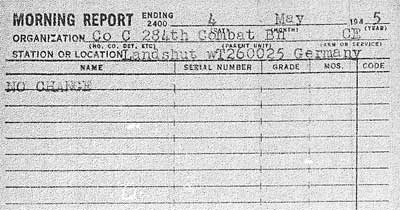 MORNING REPORT ENDING 2400 4 May 194 5
(DAY) (MONTH) (YEAR)
ORGANIZATION Co C 284th Combat Bn CE
(NO. CO. DET, ETC) (PARENT UNIT) (ARM OR SERVICE)
STATION OR LOCATION Landshut wT260025 Germany
NAME SERIAL NUMBER GRADE MOS. CODE
NO CHANGE